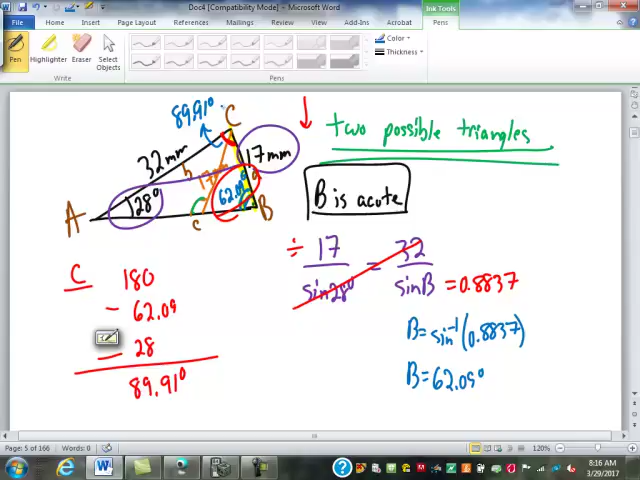 Doc4 [Compatibility Mode] - Microsoft Word
Ink Tools
File Home Insert Page Layout References Mailings Review View Add-Ins Acrobat Pens
Pen Highlighter Eraser Select Objects
Color
Thickness
Write Pens
89.91° C
two possible triangles
32mm 17mm
b 17mm a
B is acute
28° 62.09°
A c B
÷ 17 = 32
sin28° sinB = 0.8837
C 180
- 62.09
- 28
89.91°
B = sin⁻¹(0.8837)
B = 62.09°
Page: 5 of 166 Words: 0 120%
8:16 AM
3/29/2017